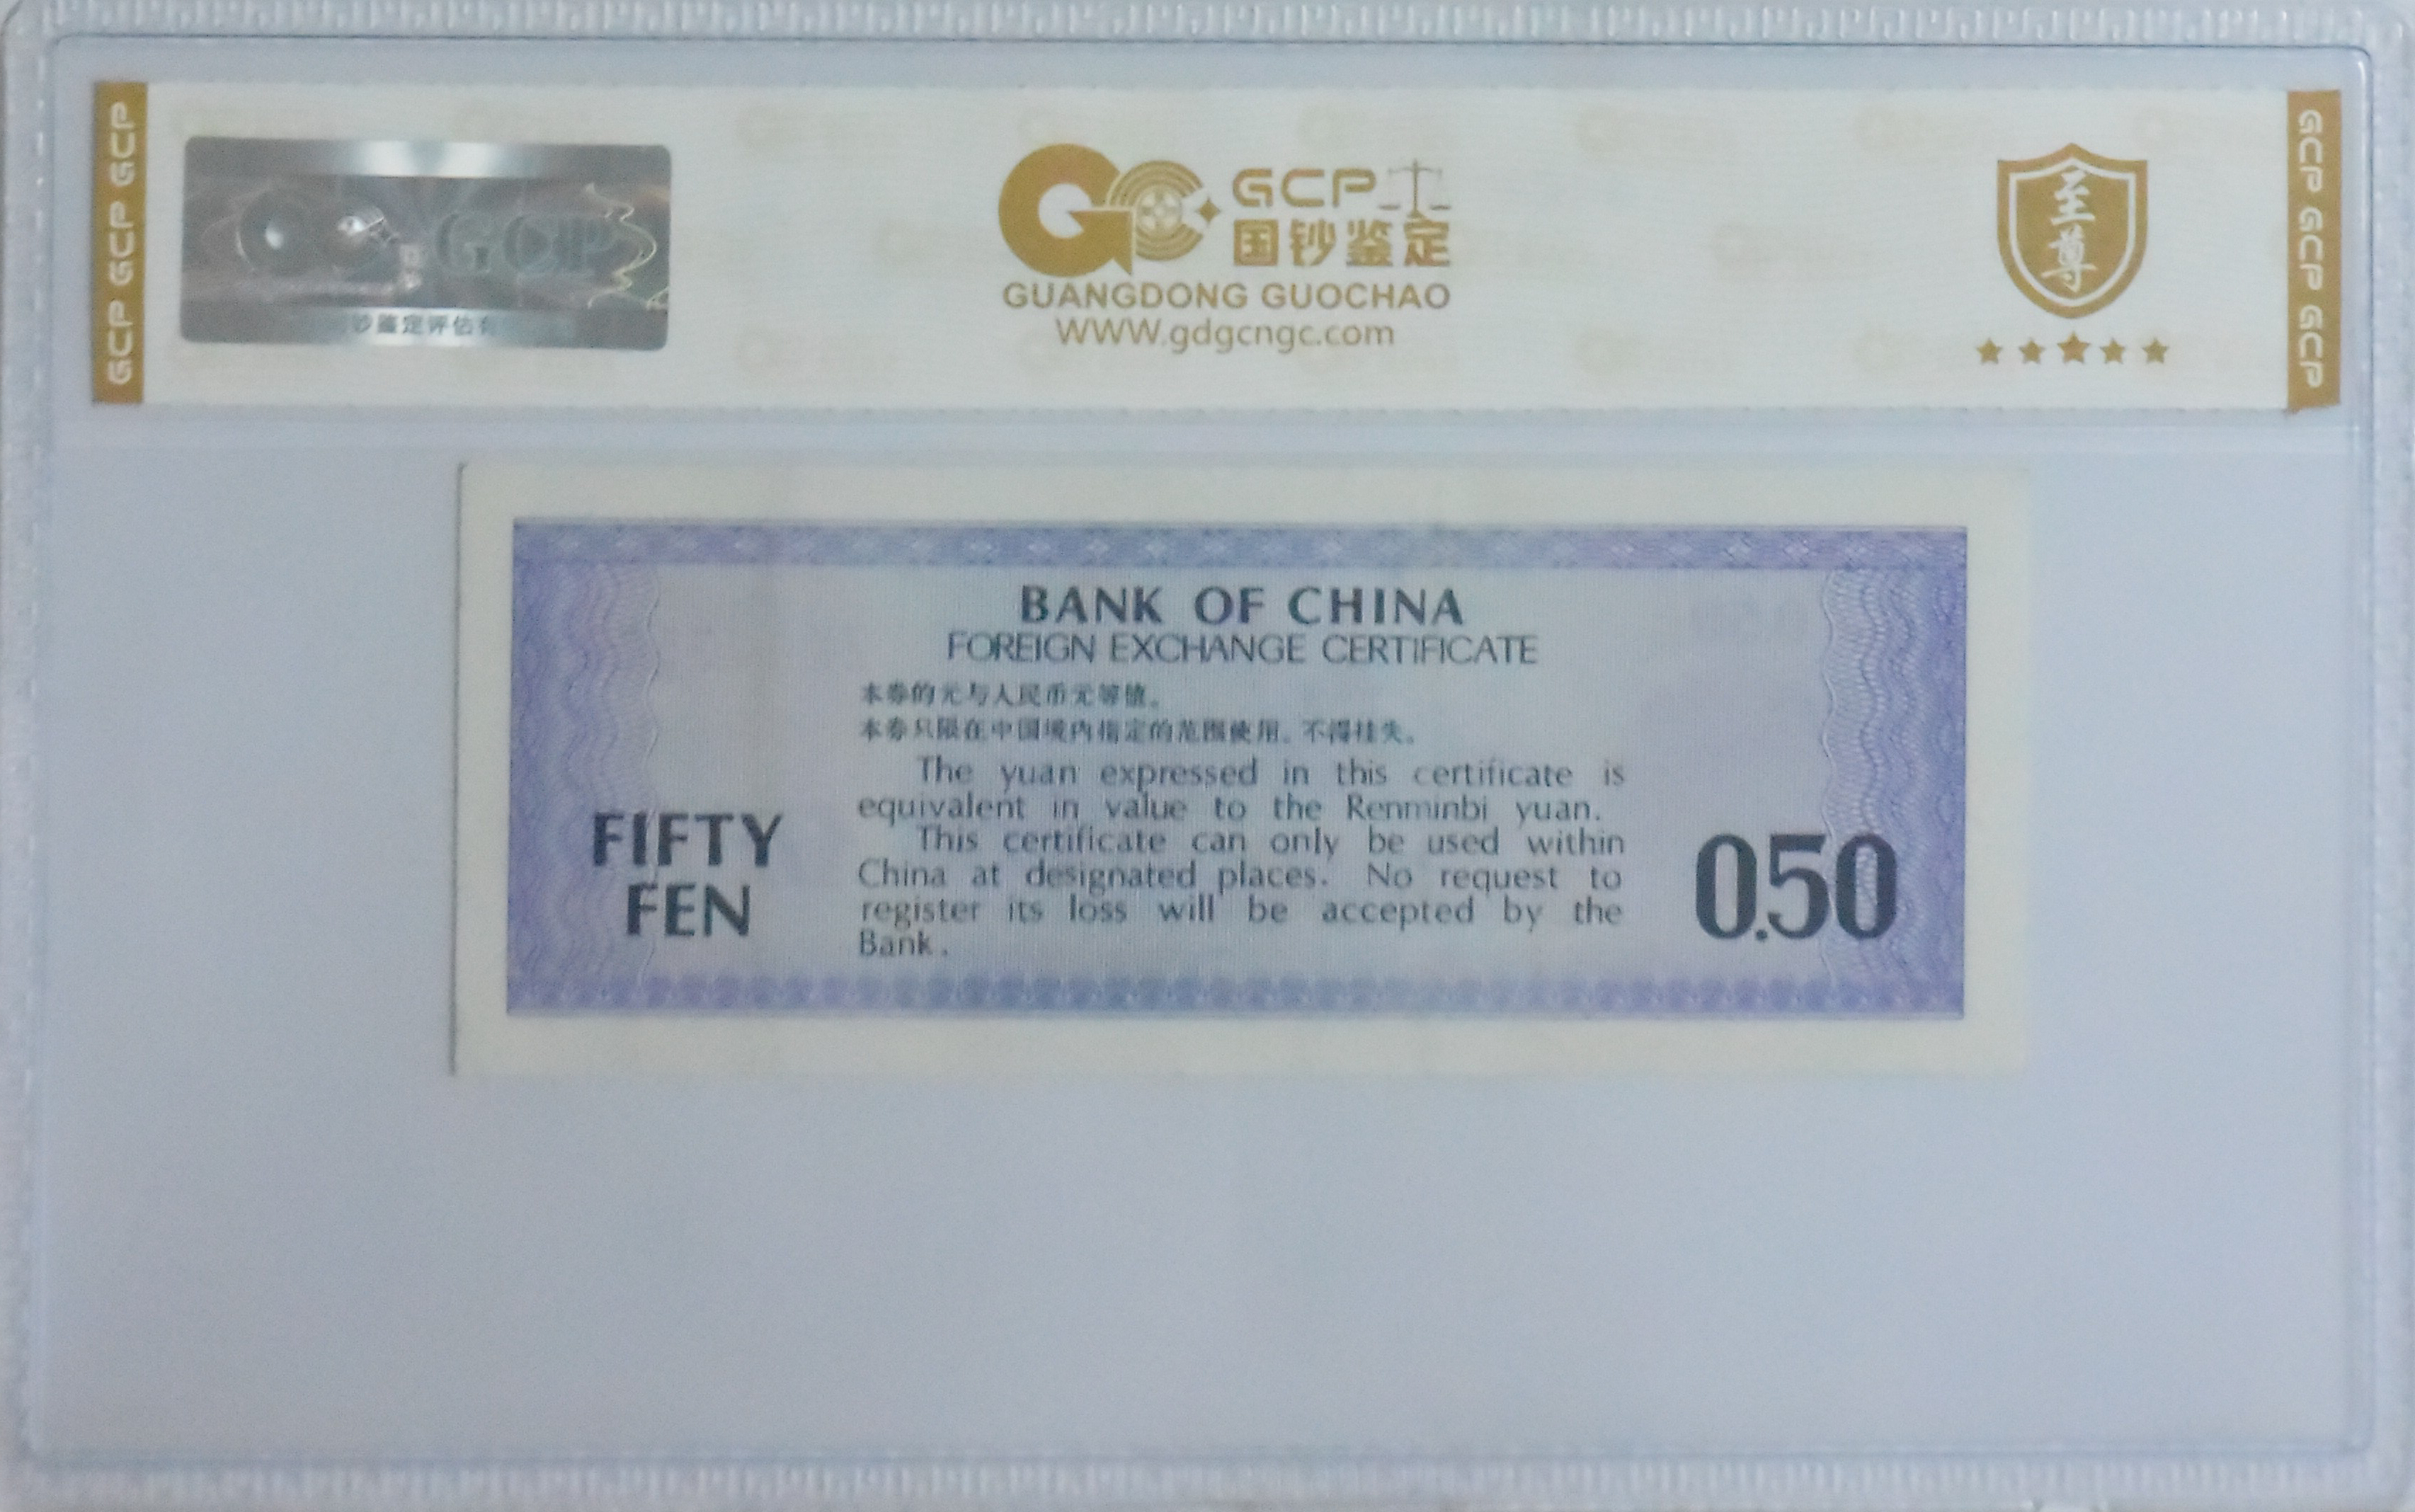 GCP GCP GCP
GCP
钞鉴定评估有
GCP
国钞鉴定
GUANGDONG GUOCHAO
WWW.gdgcngc.com
至
尊
GCP GCP GCP
BANK OF CHINA
FOREIGN EXCHANGE CERTIFICATE
本券的元与人民币元等值。
本券只限在中国境内指定的范围使用。不得挂失。
The yuan expressed in this certificate is
equivalent in value to the Renminbi yuan.
This certificate can only be used within
China at designated places. No request to
register its loss will be accepted by the
Bank.
FIFTY
FEN
0.50